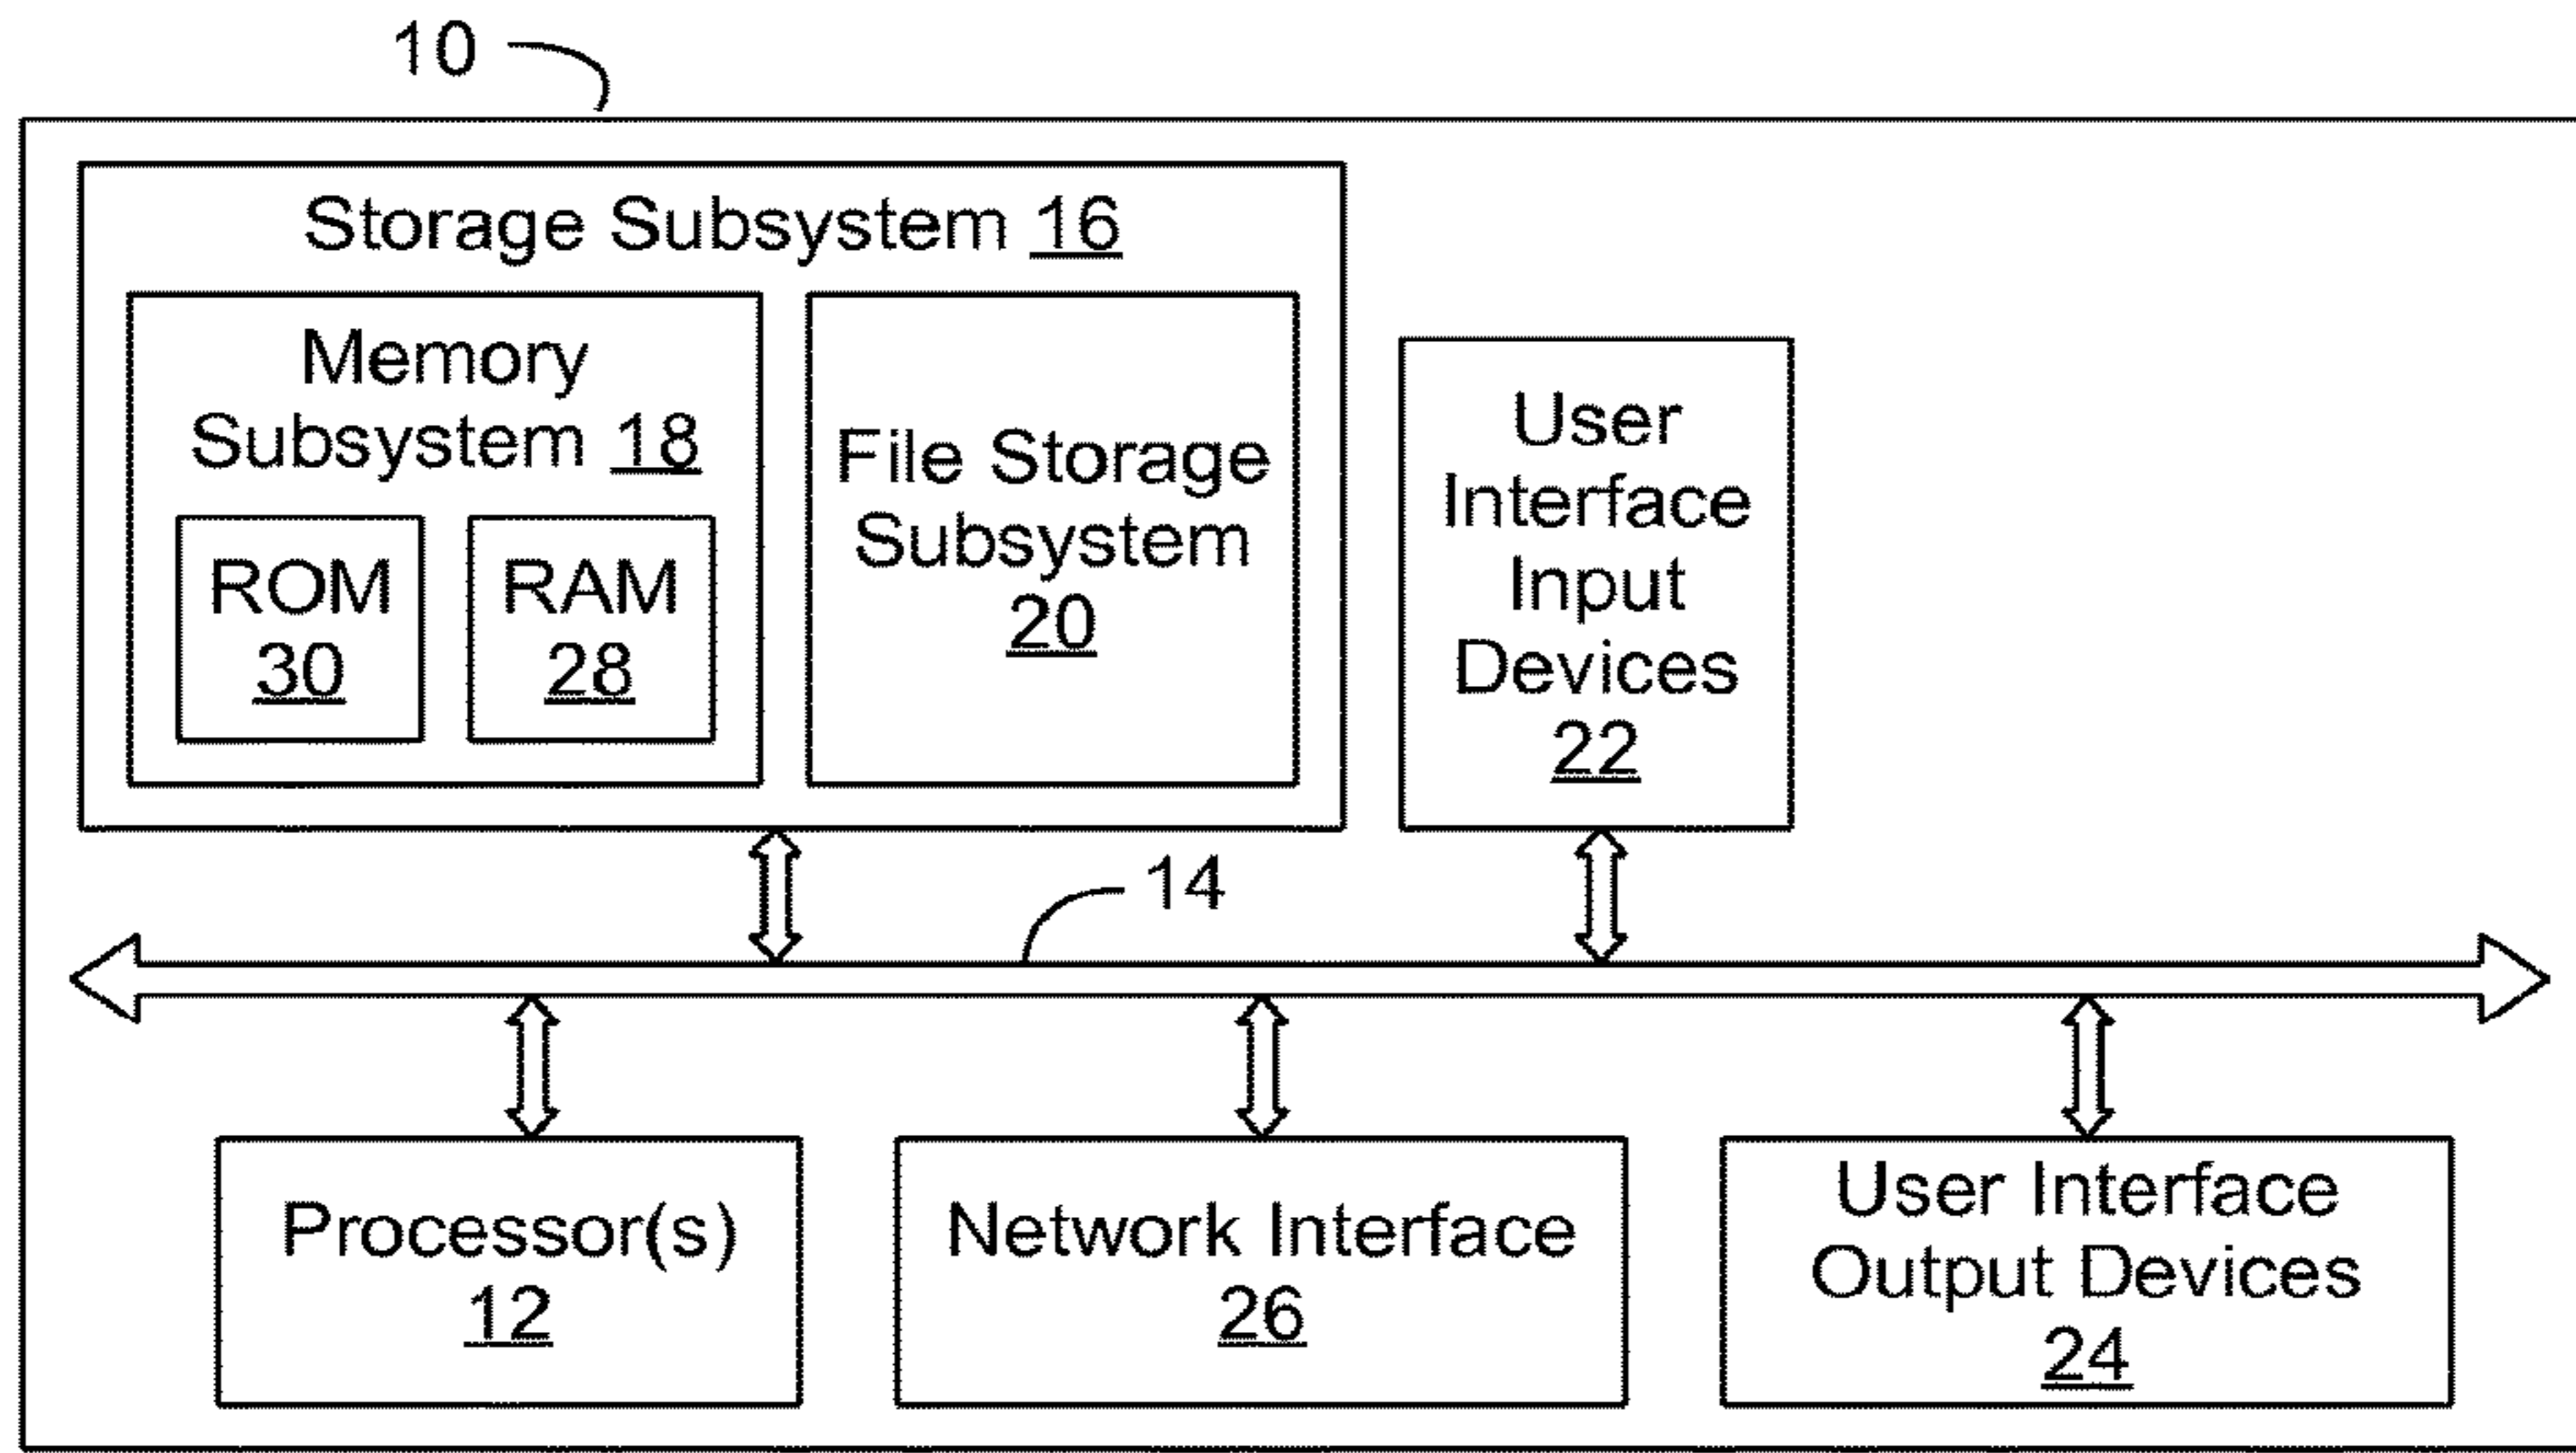 10
Storage Subsystem 16
Memory
Subsystem 18
ROM
30
RAM
28
File Storage
Subsystem
20
User
Interface
Input
Devices
22
14
Processor(s)
12
Network Interface
26
User Interface
Output Devices
24